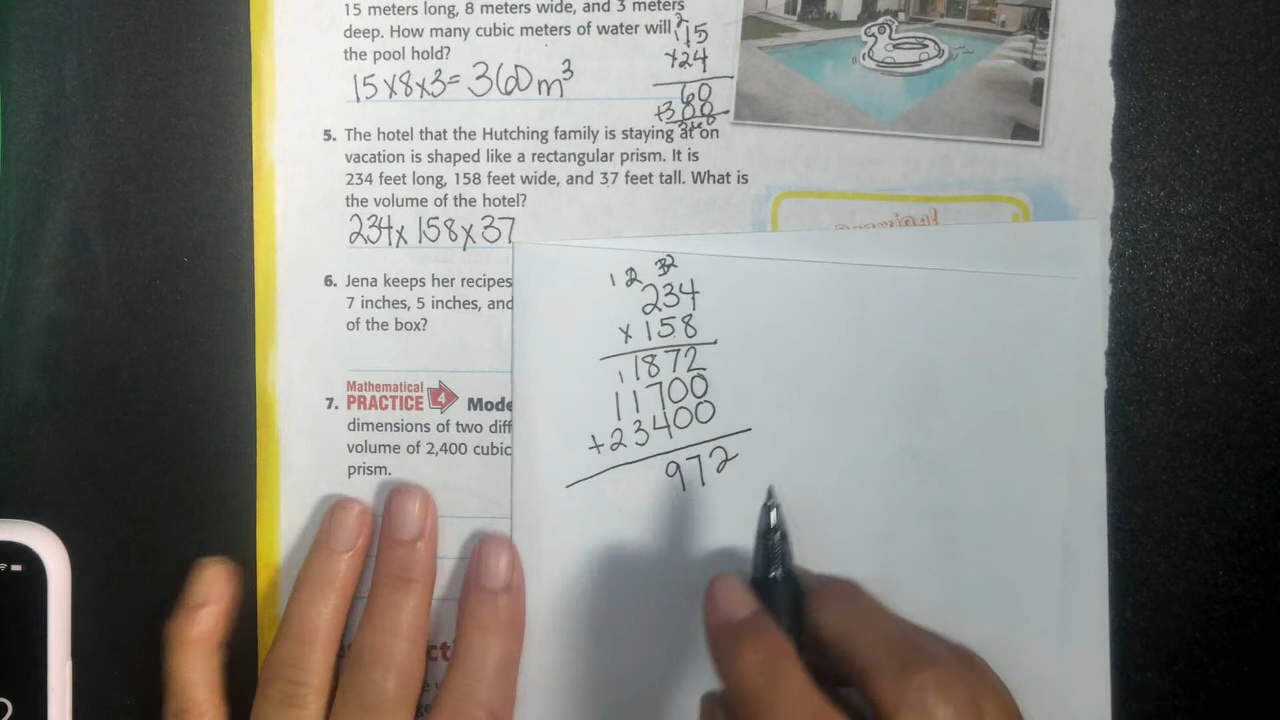 15 meters long, 8 meters wide, and 3 meters
deep. How many cubic meters of water will
the pool hold?
15x8x3=360m³
2
15
x24
60
+300
360
5. The hotel that the Hutching family is staying at on
vacation is shaped like a rectangular prism. It is
234 feet long, 158 feet wide, and 37 feet tall. What is
the volume of the hotel?
234x158x37
6. Jena keeps her recipes
7 inches, 5 inches, and
of the box?
Mathematical
7. PRACTICE 4 Mode
dimensions of two diff
volume of 2,400 cubic
prism.
1 2 32
234
x158
1872
1
11700
+23400
972